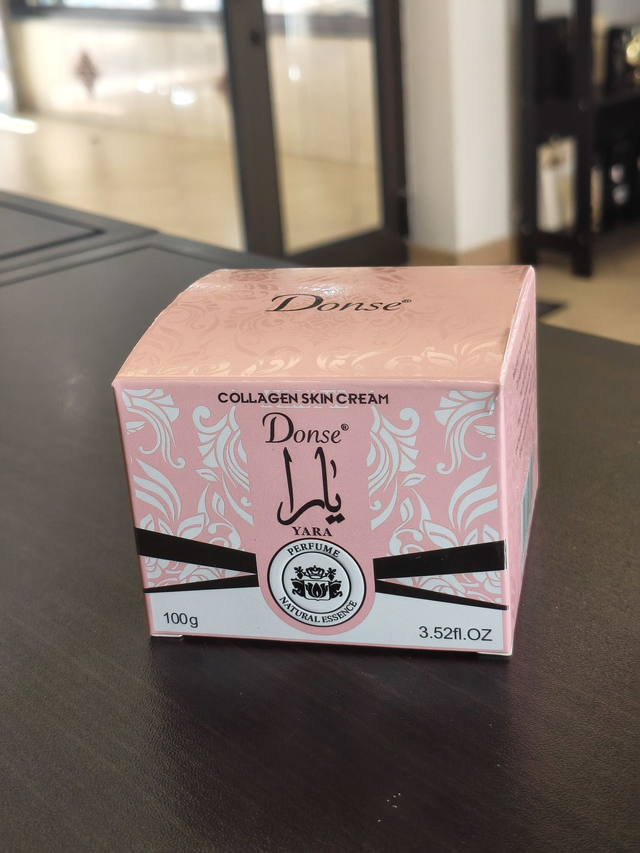 Donse®
COLLAGEN SKIN CREAM
Donse®
يارا
YARA
PERFUME
NATURAL ESSENCE
100g
3.52fl.OZ